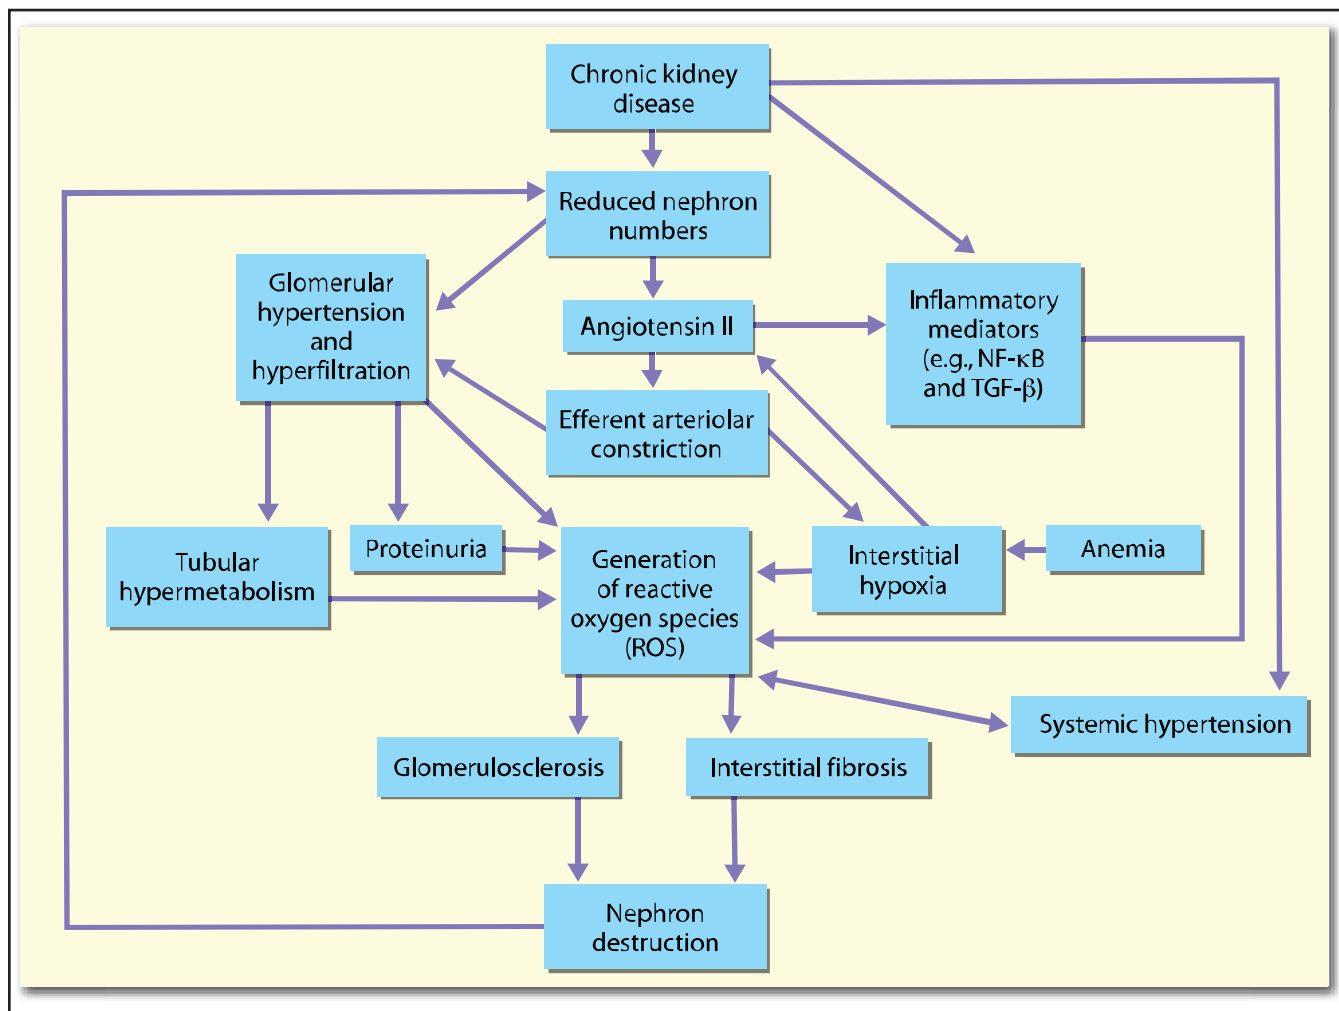 Chronic kidney
disease
Reduced nephron
numbers
Glomerular
hypertension
and
hyperfiltration
Angiotensin II
Inflammatory
mediators
(e.g., NF-κB
and TGF-β)
Efferent arteriolar
constriction
Tubular
hypermetabolism
Proteinuria
Generation
of reactive
oxygen species
(ROS)
Interstitial
hypoxia
Anemia
Systemic hypertension
Glomerulosclerosis
Interstitial fibrosis
Nephron
destruction